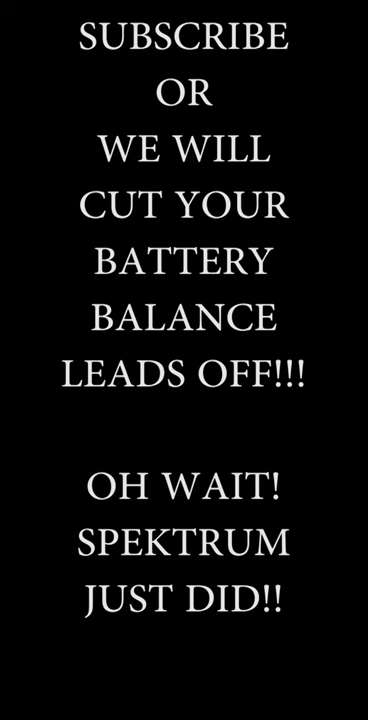 SUBSCRIBE
OR
WE WILL
CUT YOUR
BATTERY
BALANCE
LEADS OFF!!!
OH WAIT!
SPEKTRUM
JUST DID!!